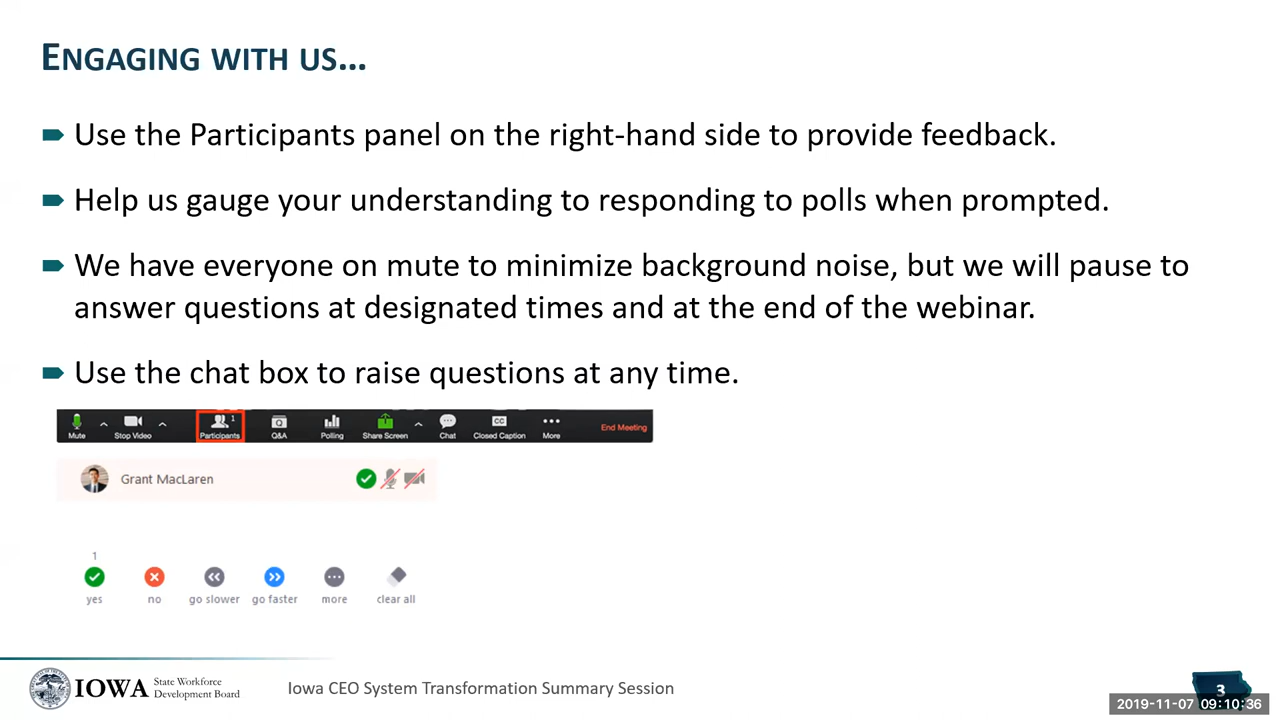 ENGAGING WITH US...
Use the Participants panel on the right-hand side to provide feedback.
Help us gauge your understanding to responding to polls when prompted.
We have everyone on mute to minimize background noise, but we will pause to
answer questions at designated times and at the end of the webinar.
Use the chat box to raise questions at any time.
1
Mute Stop Video Participants Q&A Polling Share Screen Chat Closed Caption More End Meeting
Grant MacLaren
1
yes no go slower go faster more clear all
IOWA State Workforce
Development Board
Iowa CEO System Transformation Summary Session
3
2019-11-07 09:10:36